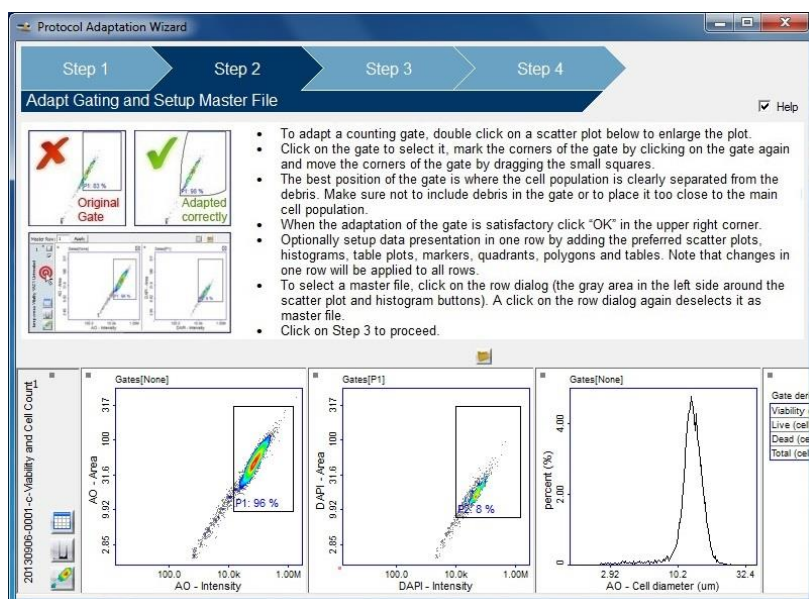 Protocol Adaptation Wizard
Step 1
Step 2
Step 3
Step 4
Adapt Gating and Setup Master File
Help
Original
Gate
Adapted
correctly
• To adapt a counting gate, double click on a scatter plot below to enlarge the plot.
• Click on the gate to select it, mark the corners of the gate by clicking on the gate again
and move the corners of the gate by dragging the small squares.
• The best position of the gate is where the cell population is clearly separated from the
debris. Make sure not to include debris in the gate or to place it too close to the main
cell population.
• When the adaptation of the gate is satisfactory click "OK" in the upper right corner.
• Optionally setup data presentation in one row by adding the preferred scatter plots,
histograms, table plots, markers, quadrants, polygons and tables. Note that changes in
one row will be applied to all rows.
• To select a master file, click on the row dialog (the gray area in the left side around the
scatter plot and histogram buttons). A click on the row dialog again deselects it as
master file.
• Click on Step 3 to proceed.
AO - Intensity
DAPI - Intensity
20130906-0001-c-Viability and Cell Count1
Gates[None]
317
100
31.6
9.92
2.85
AO - Area
P1: 96 %
100.0
10.0k
1.00M
AO - Intensity
Gates[P1]
317
100
31.6
9.92
2.85
DAPI - Area
P2: 8 %
100.0
10.0k
1.00M
DAPI - Intensity
Gates[None]
4.00
2.00
0
percent (%)
2.92
10.2
32.4
AO - Cell diameter (um)
Gate deri
Viability
Live (cel
Dead (ce
Total (cel